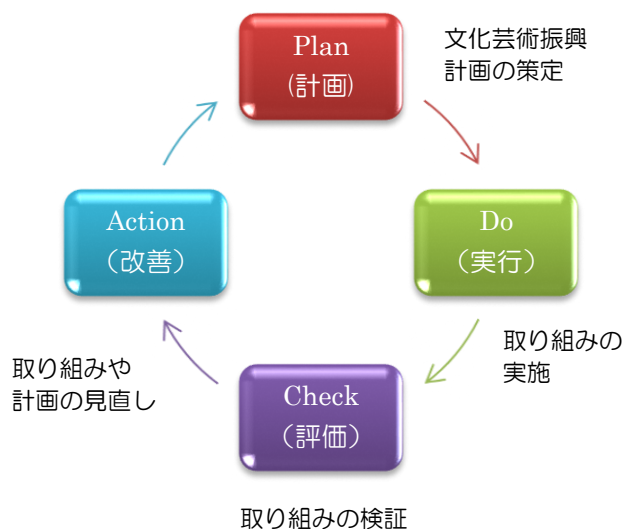 Plan
(計画)
文化芸術振興
計画の策定
Do
（実行）
取り組みの
実施
Check
（評価）
取り組みの検証
Action
（改善）
取り組みや
計画の見直し